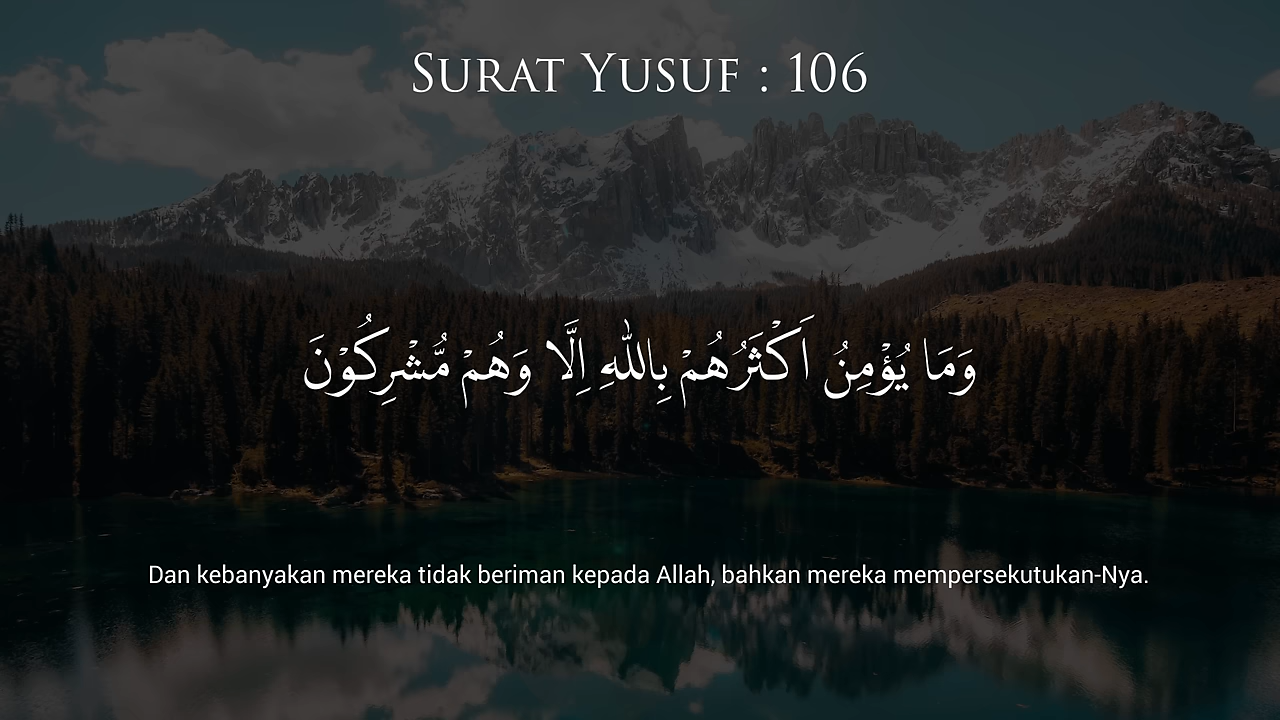 Surat Yusuf : 106
وَمَا يُؤْمِنُ اَكْثَرُهُمْ بِاللّٰهِ اِلَّا وَهُمْ مُّشْرِكُوْنَ
Dan kebanyakan mereka tidak beriman kepada Allah, bahkan mereka mempersekutukan-Nya.